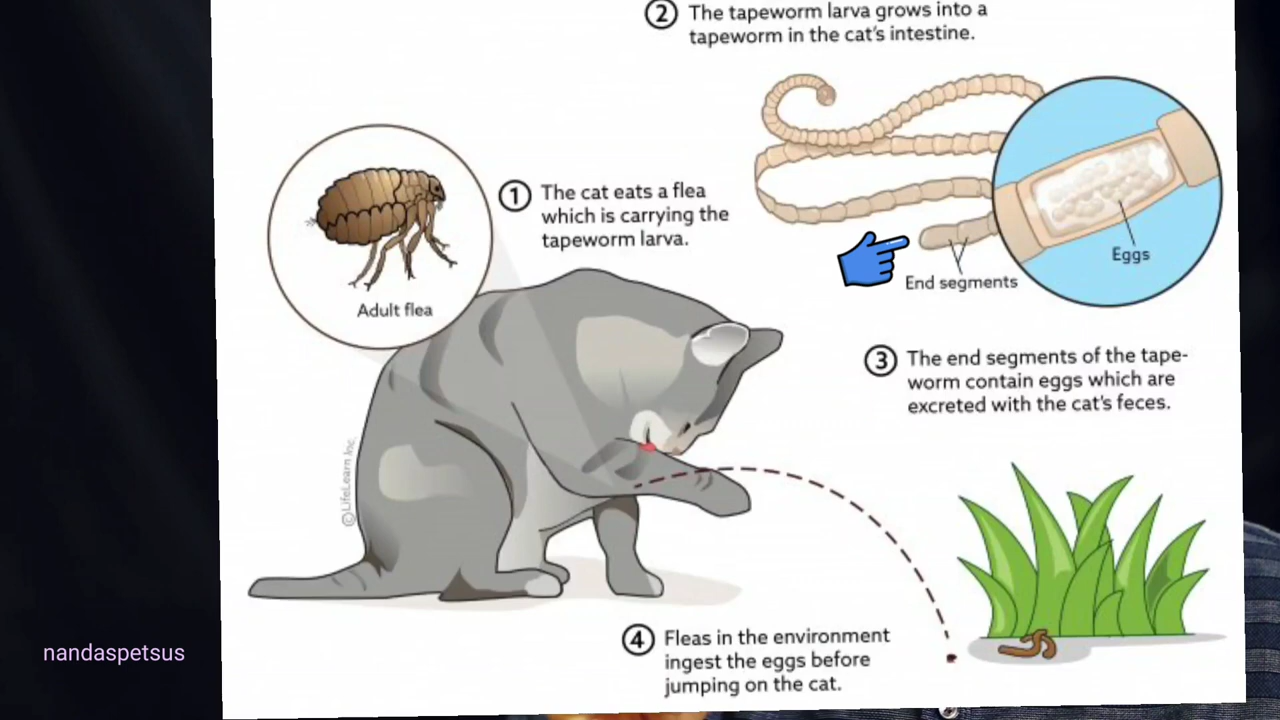 ② The tapeworm larva grows into a
tapeworm in the cat's intestine.
① The cat eats a flea
which is carrying the
tapeworm larva.
Adult flea
Eggs
End segments
③ The end segments of the tape-
worm contain eggs which are
excreted with the cat's feces.
©LifeLearn Inc.
④ Fleas in the environment
ingest the eggs before
jumping on the cat.
nandaspetsus